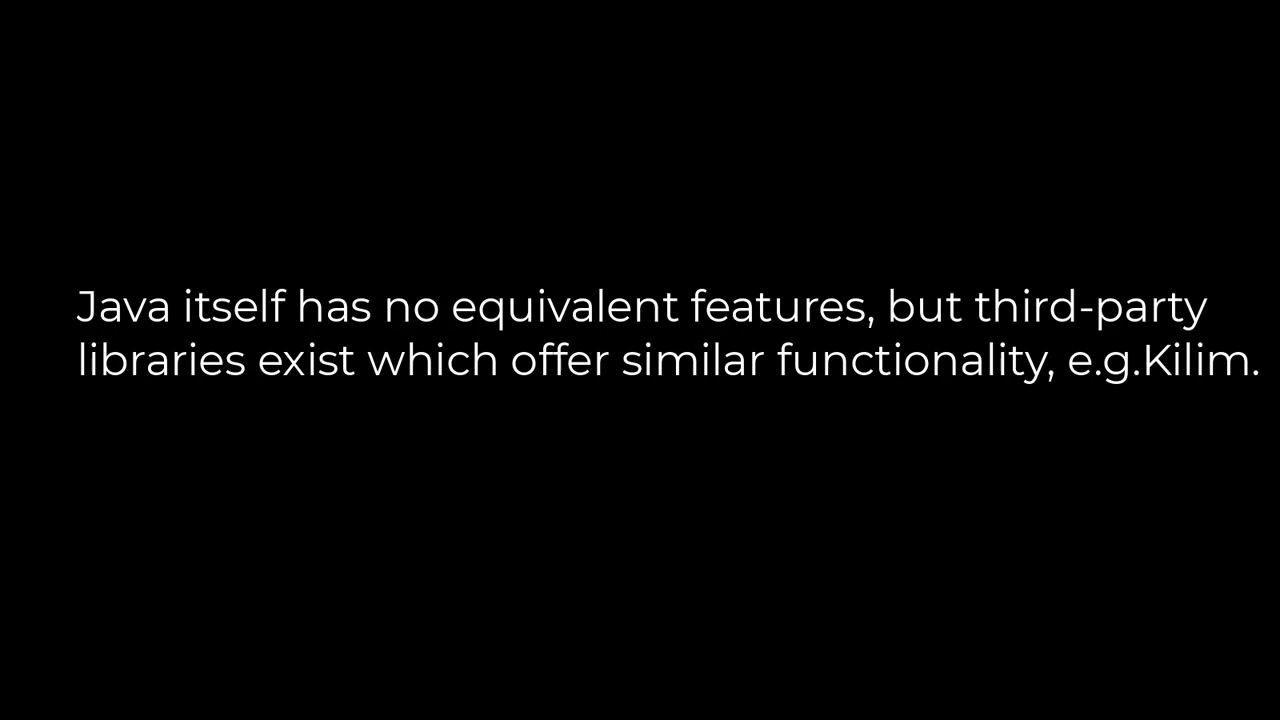 Java itself has no equivalent features, but third-party
libraries exist which offer similar functionality, e.g.Kilim.